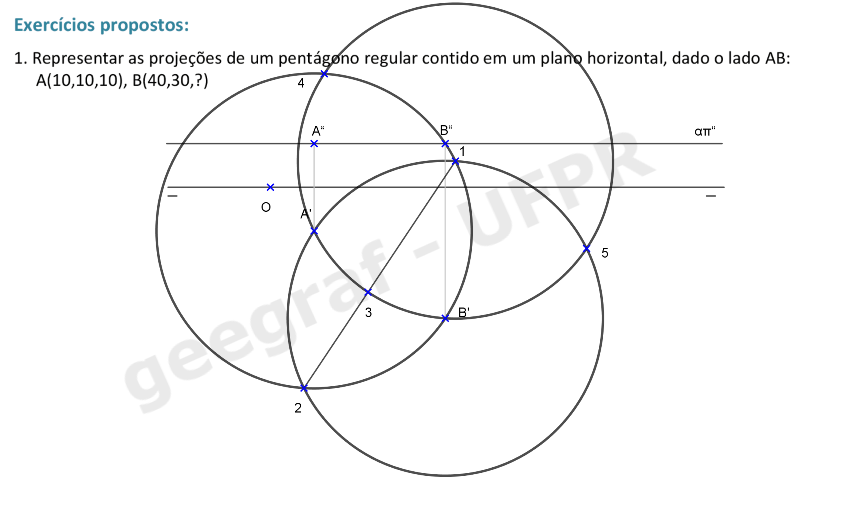 Exercícios propostos:
1. Representar as projeções de um pentágono regular contido em um plano horizontal, dado o lado AB:
A(10,10,10), B(40,30,?)
4
A"
B"
απ"
1
O
A'
5
3
B'
2
geegraf - UFPR